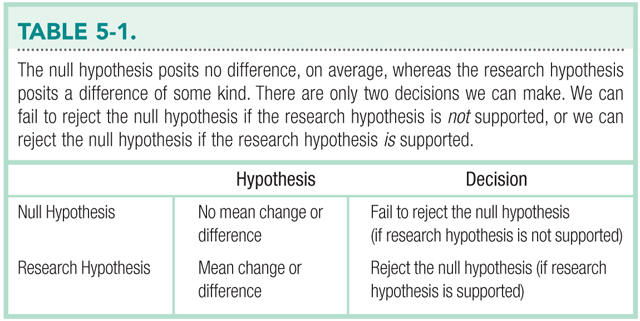 TABLE 5-1.
The null hypothesis posits no difference, on average, whereas the research hypothesis
posits a difference of some kind. There are only two decisions we can make. We can
fail to reject the null hypothesis if the research hypothesis is not supported, or we can
reject the null hypothesis if the research hypothesis is supported.
Hypothesis Decision
Null Hypothesis No mean change or Fail to reject the null hypothesis
difference (if research hypothesis is not supported)
Research Hypothesis Mean change or Reject the null hypothesis (if research
difference hypothesis is supported)